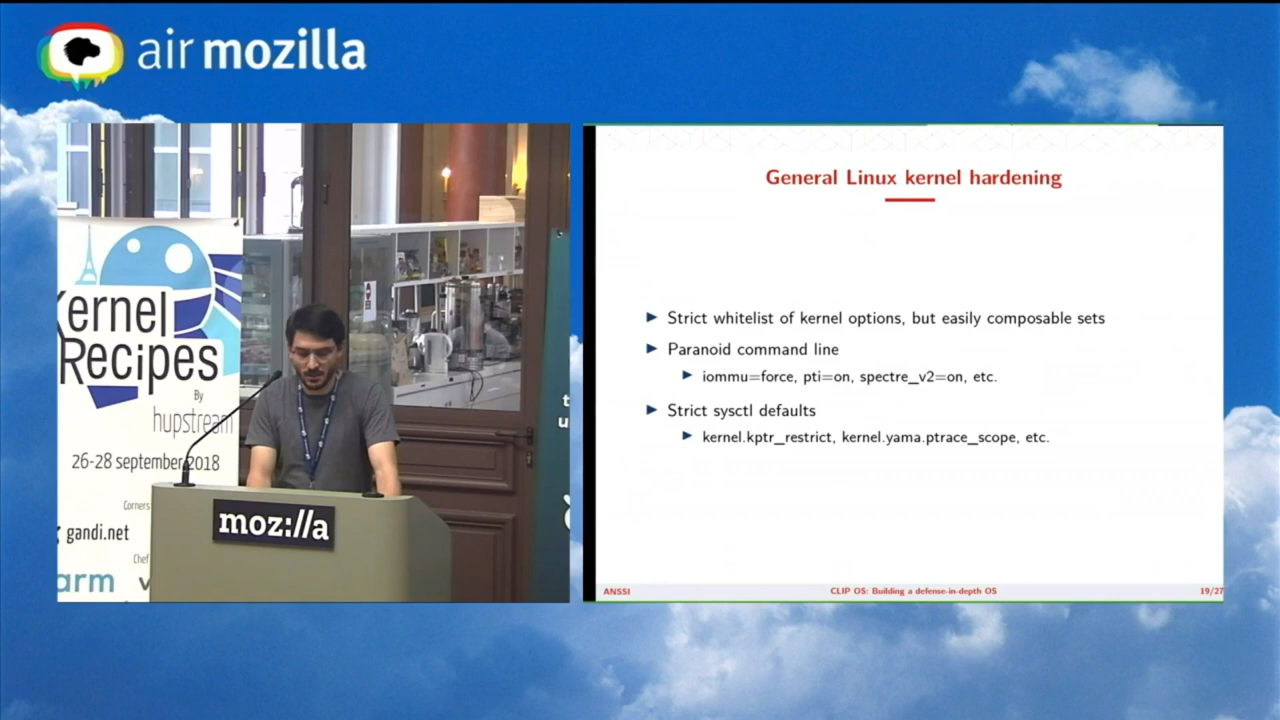 air mozilla
Kernel
Recipes
By
hupstream
26-28 september 2018
Corners
gandi.net
Chef
arm
moz://a
General Linux kernel hardening
Strict whitelist of kernel options, but easily composable sets
Paranoid command line
iommu=force, pti=on, spectre_v2=on, etc.
Strict sysctl defaults
kernel.kptr_restrict, kernel.yama.ptrace_scope, etc.
ANSSI
CLIP OS: Building a defense-in-depth OS
19/27